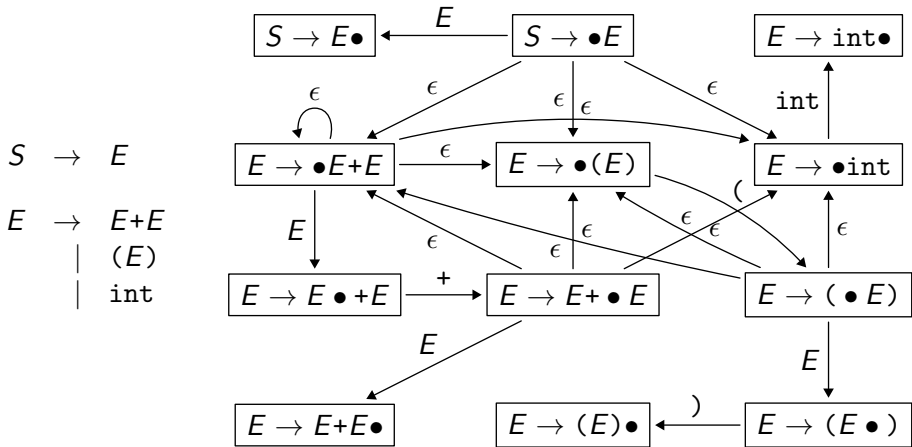 S → E
E → E+E
| (E)
| int
S → E•
E
S → •E
E → int•
ϵ
ϵ
ϵ
ϵ
ϵ
int
E → •E+E
ϵ
E → •(E)
E → •int
(
E
ϵ
ϵ
ϵ
ϵ
ϵ
ϵ
E → E • +E
+
E → E+ • E
E → ( • E)
E
E
E → E+E•
E → (E)•
)
E → (E • )